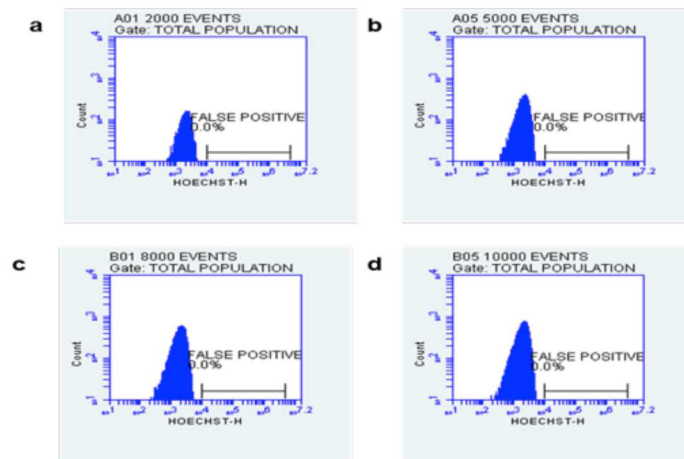 a
A01 2000 EVENTS
Gate: TOTAL POPULATION
Count
FALSE POSITIVE
0.0%
HOECHST-H
b
A05 5000 EVENTS
Gate: TOTAL POPULATION
Count
FALSE POSITIVE
0.0%
HOECHST-H
c
B01 8000 EVENTS
Gate: TOTAL POPULATION
Count
FALSE POSITIVE
0.0%
HOECHST-H
d
B05 10000 EVENTS
Gate: TOTAL POPULATION
Count
FALSE POSITIVE
0.0%
HOECHST-H